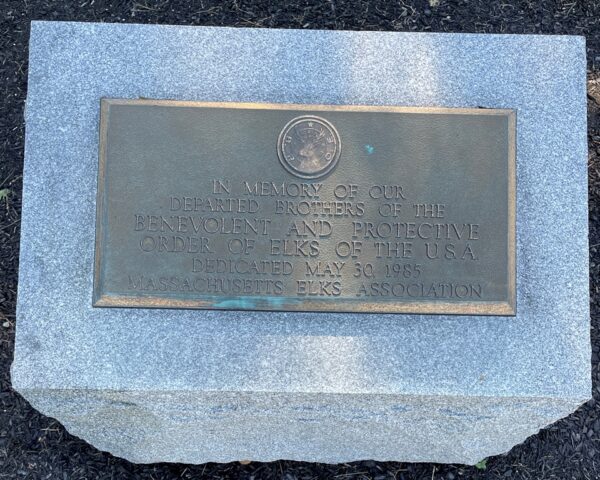 IN MEMORY OF OUR
DEPARTED BROTHERS OF THE
BENEVOLENT AND PROTECTIVE
ORDER OF ELKS OF THE U.S.A.
DEDICATED MAY 30, 1985
MASSACHUSETTS ELKS ASSOCIATION